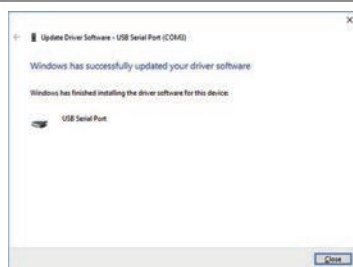 Update Driver Software - USB Serial Port (COM3)
Windows has successfully updated your driver software
Windows has finished installing the driver software for this device:
USB Serial Port
Close